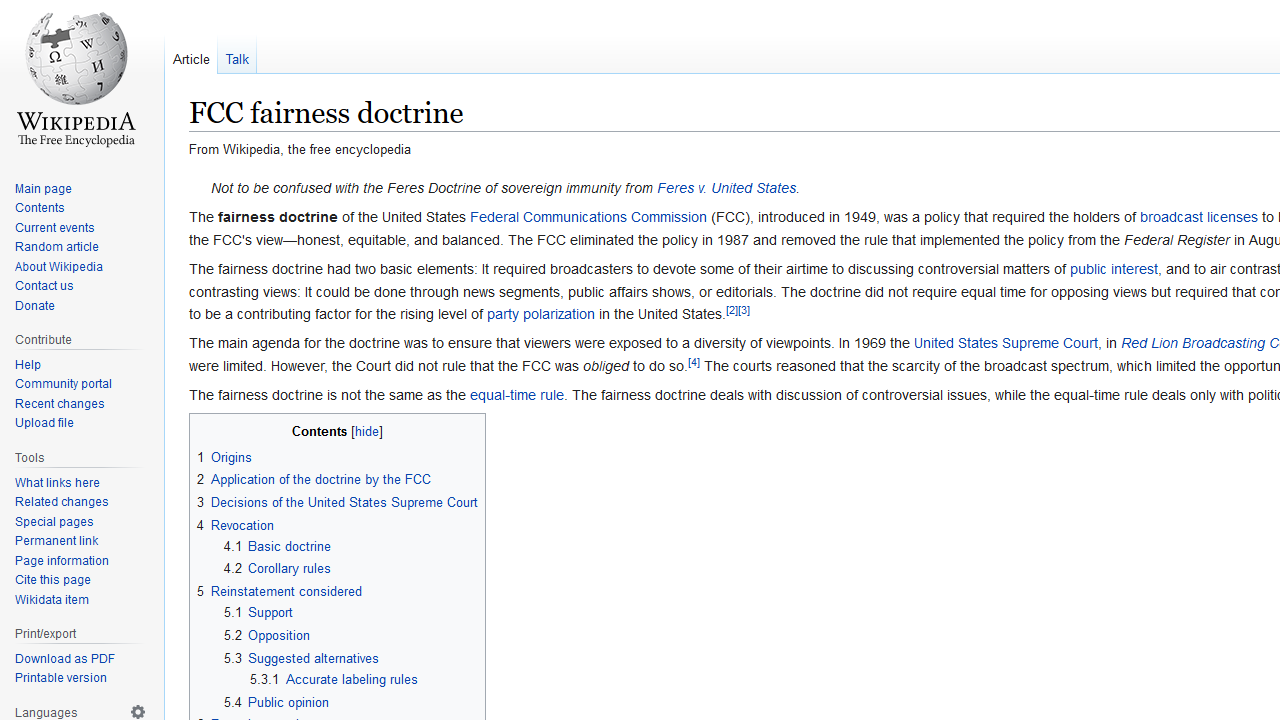 WIKIPEDIA
The Free Encyclopedia
Main page
Contents
Current events
Random article
About Wikipedia
Contact us
Donate
Contribute
Help
Community portal
Recent changes
Upload file
Tools
What links here
Related changes
Special pages
Permanent link
Page information
Cite this page
Wikidata item
Print/export
Download as PDF
Printable version
Languages
Article Talk
FCC fairness doctrine
From Wikipedia, the free encyclopedia
Not to be confused with the Feres Doctrine of sovereign immunity from Feres v. United States.
The fairness doctrine of the United States Federal Communications Commission (FCC), introduced in 1949, was a policy that required the holders of broadcast licenses to
the FCC's view—honest, equitable, and balanced. The FCC eliminated the policy in 1987 and removed the rule that implemented the policy from the Federal Register in
The fairness doctrine had two basic elements: It required broadcasters to devote some of their airtime to discussing controversial matters of public interest, and to air
contrasting views: It could be done through news segments, public affairs shows, or editorials. The doctrine did not require equal time for opposing views but required that
to be a contributing factor for the rising level of party polarization in the United States.[2][3]
The main agenda for the doctrine was to ensure that viewers were exposed to a diversity of viewpoints. In 1969 the United States Supreme Court, in Red Lion Broadcasting
were limited. However, the Court did not rule that the FCC was obliged to do so.[4] The courts reasoned that the scarcity of the broadcast spectrum, which limited the
The fairness doctrine is not the same as the equal-time rule. The fairness doctrine deals with discussion of controversial issues, while the equal-time rule deals only with
Contents [hide]
1 Origins
2 Application of the doctrine by the FCC
3 Decisions of the United States Supreme Court
4 Revocation
4.1 Basic doctrine
4.2 Corollary rules
5 Reinstatement considered
5.1 Support
5.2 Opposition
5.3 Suggested alternatives
5.3.1 Accurate labeling rules
5.4 Public opinion